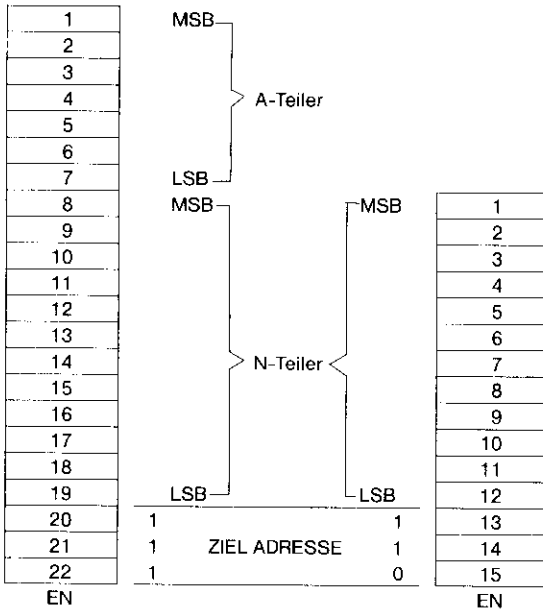 1 MSB
2
3
4 A-Teiler
5
6
7 LSB
8 MSB MSB 1
9 2
10 3
11 4
12 5
13 6
14 N-Teiler 7
15 8
16 9
17 10
18 11
19 LSB LSB 12
20 1 1 13
21 1 ZIEL ADRESSE 1 14
22 1 0 15
EN EN